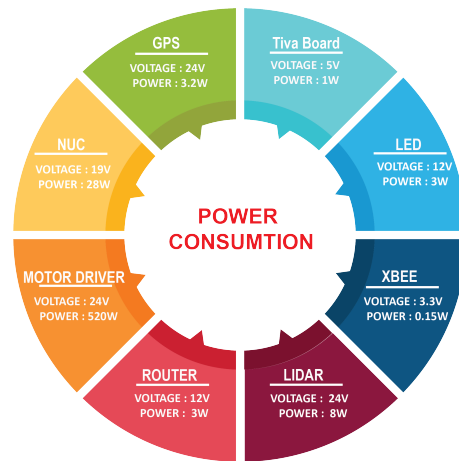 GPS
VOLTAGE : 24V
POWER : 3.2W
Tiva Board
VOLTAGE : 5V
POWER : 1W
NUC
VOLTAGE : 19V
POWER : 28W
LED
VOLTAGE : 12V
POWER : 3W
POWER
CONSUMTION
MOTOR DRIVER
VOLTAGE : 24V
POWER : 520W
XBEE
VOLTAGE : 3.3V
POWER : 0.15W
ROUTER
VOLTAGE : 12V
POWER : 3W
LIDAR
VOLTAGE : 24V
POWER : 8W